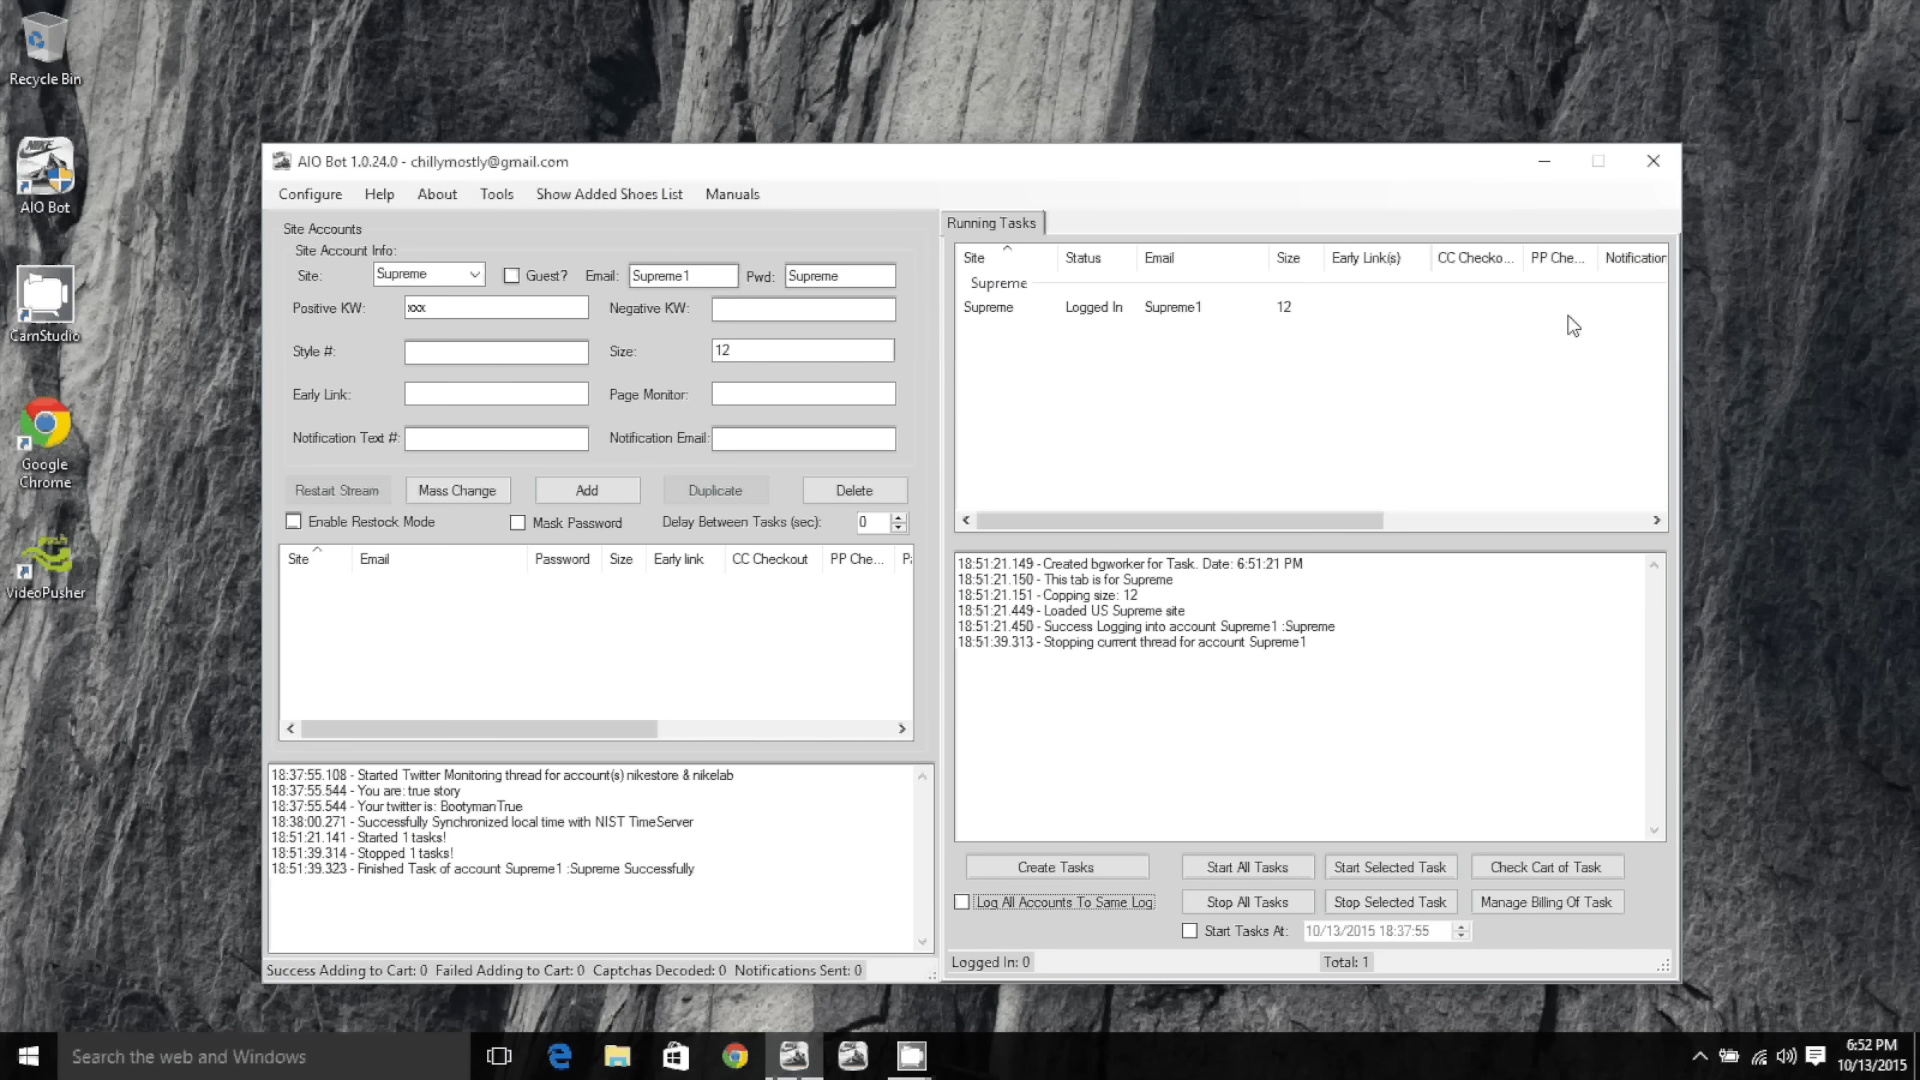 Recycle Bin
AIO Bot
CamStudio
Google
Chrome
VideoPusher
AIO Bot 1.0.24.0 - chillymostly@gmail.com
Configure Help About Tools Show Added Shoes List Manuals
Site Accounts
Site Account Info:
Site: Supreme Guest? Email: Supreme1 Pwd: Supreme
Positive KW: xxx Negative KW:
Style #: Size: 12
Early Link: Page Monitor:
Notification Text #: Notification Email:
Restart Stream Mass Change Add Duplicate Delete
Enable Restock Mode Mask Password Delay Between Tasks (sec): 0
Site Email Password Size Early link CC Checkout PP Che...
18:37:55.108 - Started Twitter Monitoring thread for account(s) nikestore & nikelab
18:37:55.544 - You are: true story
18:37:55.544 - Your twitter is: BootymanTrue
18:38:00.271 - Successfully Synchronized local time with NIST TimeServer
18:51:21.141 - Started 1 tasks!
18:51:39.314 - Stopped 1 tasks!
18:51:39.323 - Finished Task of account Supreme1 :Supreme Successfully
Success Adding to Cart: 0 Failed Adding to Cart: 0 Captchas Decoded: 0 Notifications Sent: 0
Running Tasks
Site Status Email Size Early Link(s) CC Checko... PP Che... Notification
Supreme
Supreme Logged In Supreme1 12
18:51:21.149 - Created bgworker for Task. Date: 6:51:21 PM
18:51:21.150 - This tab is for Supreme
18:51:21.151 - Copping size: 12
18:51:21.449 - Loaded US Supreme site
18:51:21.450 - Success Logging into account Supreme1 :Supreme
18:51:39.313 - Stopping current thread for account Supreme1
Create Tasks Start All Tasks Start Selected Task Check Cart of Task
Log All Accounts To Same Log Stop All Tasks Stop Selected Task Manage Billing Of Task
Start Tasks At: 10/13/2015 18:37:55
Logged In: 0 Total: 1
Search the web and Windows
6:52 PM
10/13/2015